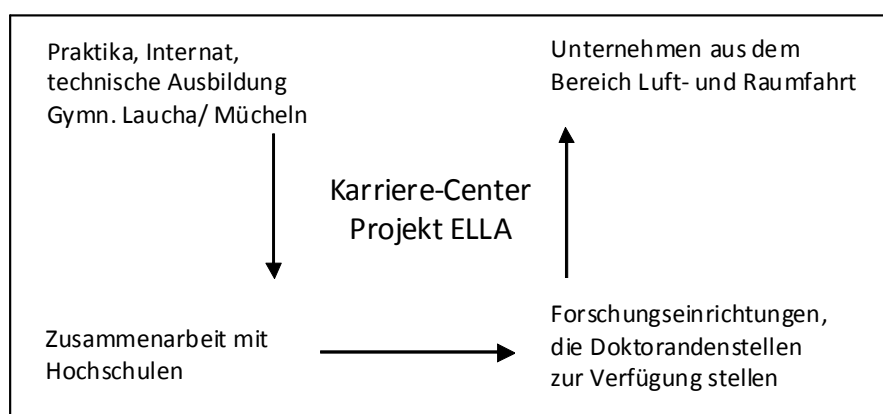 Praktika, Internat,
technische Ausbildung
Gymn. Laucha/ Mücheln
Unternehmen aus dem
Bereich Luft- und Raumfahrt
Karriere-Center
Projekt ELLA
Zusammenarbeit mit
Hochschulen
Forschungseinrichtungen,
die Doktorandenstellen
zur Verfügung stellen